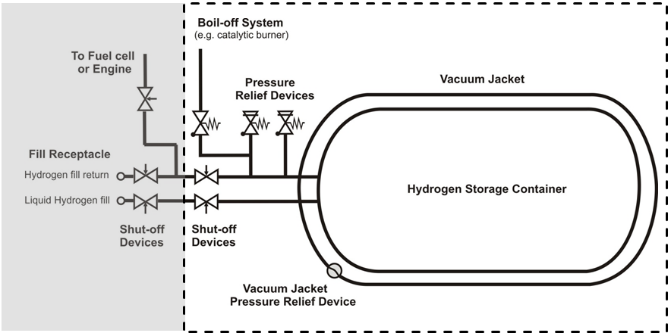 Boil-off System
(e.g. catalytic burner)
To Fuel cell
or Engine
Pressure
Relief Devices
Vacuum Jacket
Fill Receptacle
Hydrogen fill return
Liquid Hydrogen fill
Hydrogen Storage Container
Shut-off
Devices
Shut-off
Devices
Vacuum Jacket
Pressure Relief Device